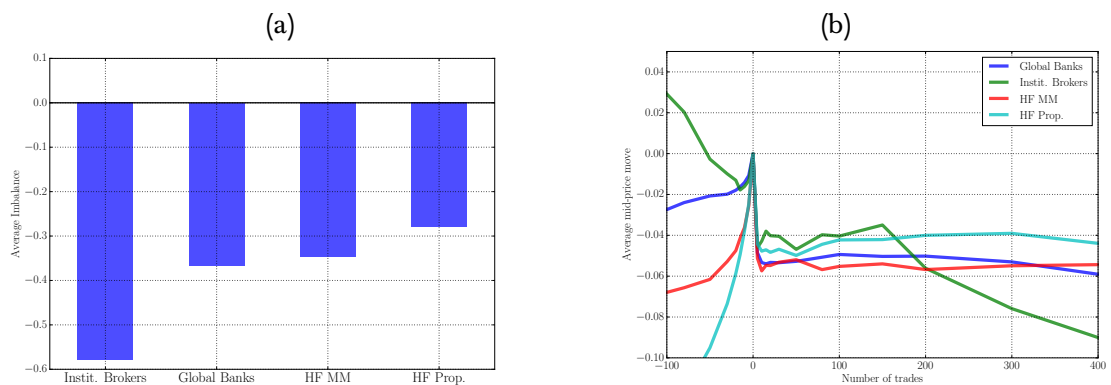 (a)
0.1
0.0
−0.1
−0.2
−0.3
−0.4
−0.5
−0.6
Average Imbalance
Instit. Brokers Global Banks HF MM HF Prop.
(b)
0.04
0.02
0.00
−0.02
−0.04
−0.06
−0.08
−0.10
Average mid-price move
Global Banks
Instit. Brokers
HF MM
HF Prop.
−100 0 100 200 300 400
Number of trades